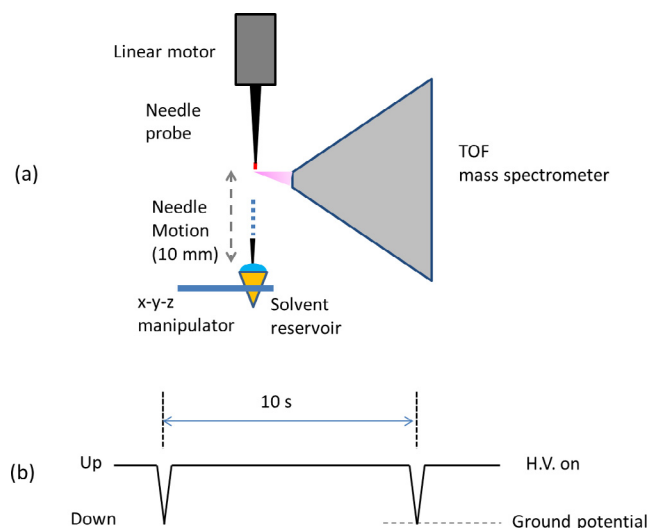 Linear motor
Needle
probe
(a)
TOF
mass spectrometer
Needle
Motion
(10 mm)
x-y-z
manipulator
Solvent
reservoir
10 s
(b)
Up
H.V. on
Down
Ground potential